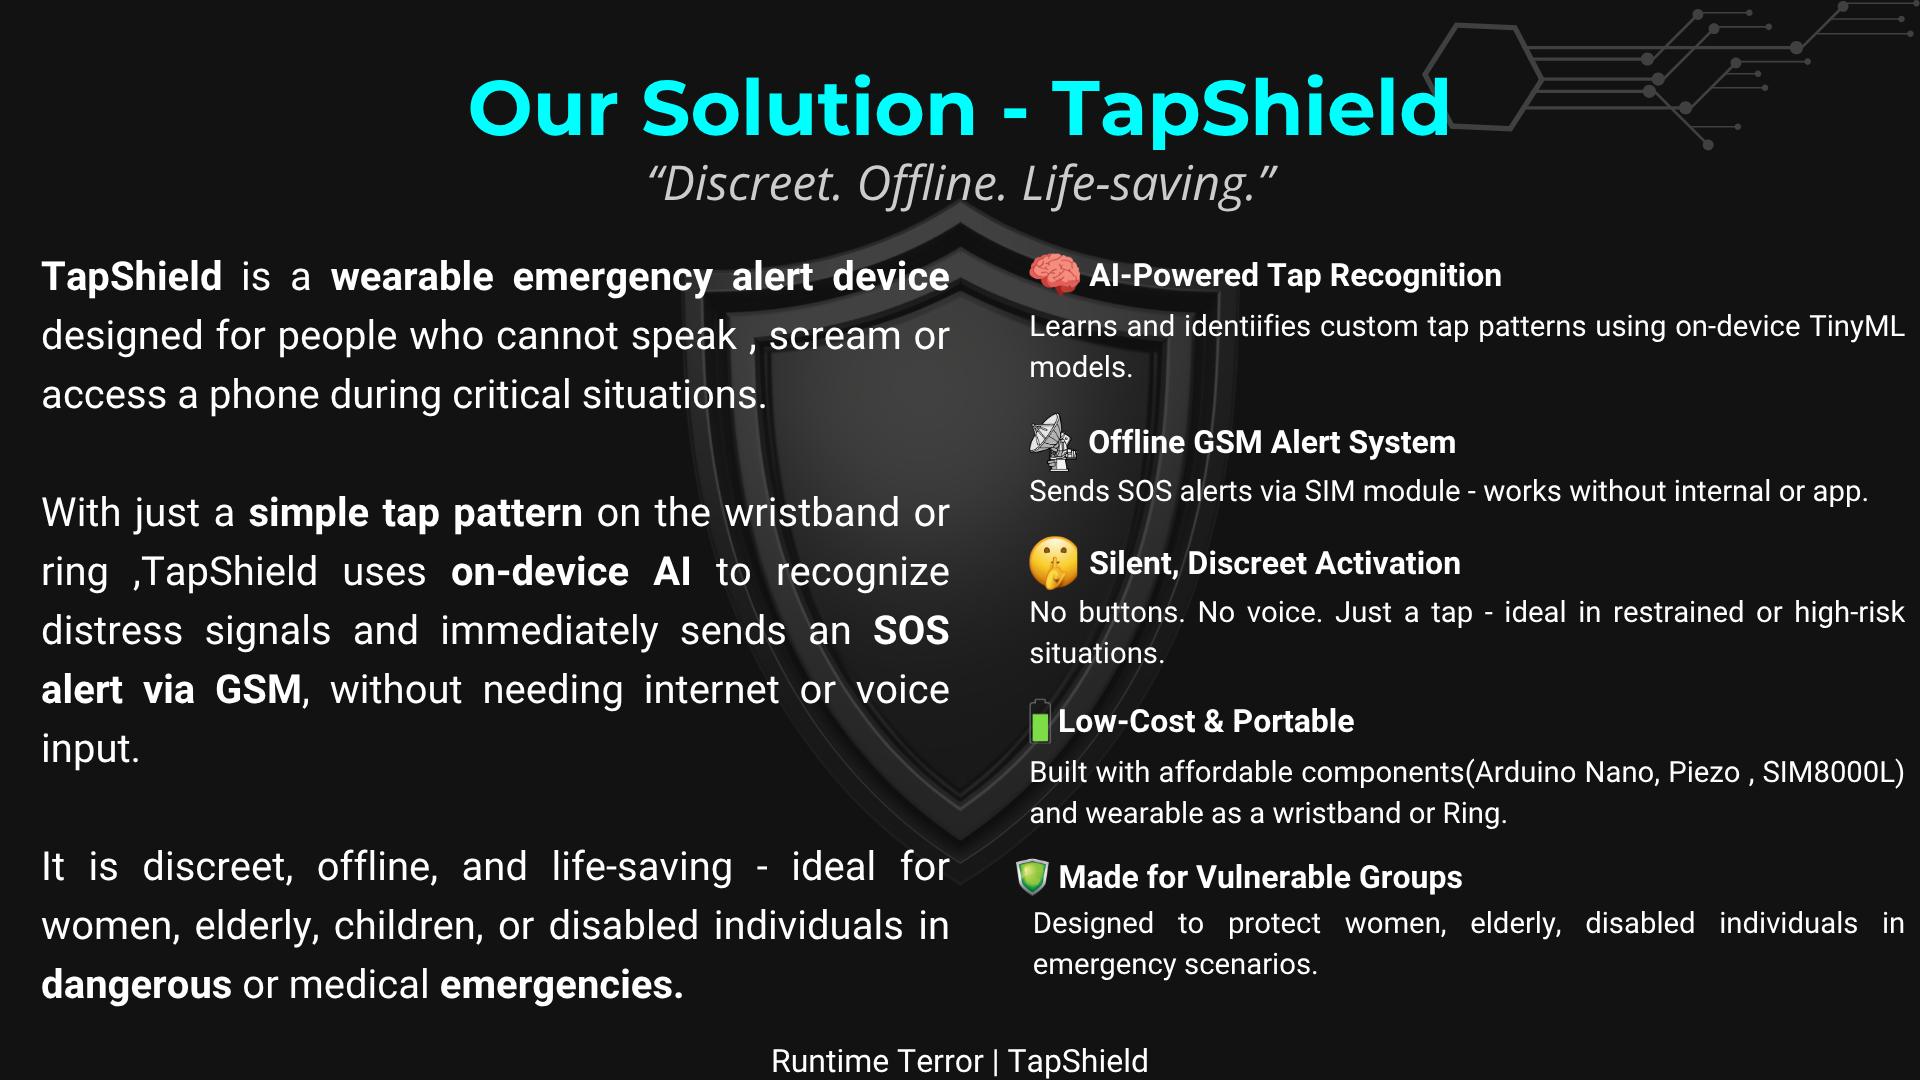 Our Solution - TapShield
“Discreet. Offline. Life-saving.”
TapShield is a wearable emergency alert device
designed for people who cannot speak , scream or
access a phone during critical situations.
With just a simple tap pattern on the wristband or
ring ,TapShield uses on-device AI to recognize
distress signals and immediately sends an SOS
alert via GSM, without needing internet or voice
input.
It is discreet, offline, and life-saving - ideal for
women, elderly, children, or disabled individuals in
dangerous or medical emergencies.
AI-Powered Tap Recognition
Learns and identiifies custom tap patterns using on-device TinyML
models.
Offline GSM Alert System
Sends SOS alerts via SIM module - works without internal or app.
Silent, Discreet Activation
No buttons. No voice. Just a tap - ideal in restrained or high-risk
situations.
Low-Cost & Portable
Built with affordable components(Arduino Nano, Piezo , SIM8000L)
and wearable as a wristband or Ring.
Made for Vulnerable Groups
Designed to protect women, elderly, disabled individuals in
emergency scenarios.
Runtime Terror | TapShield